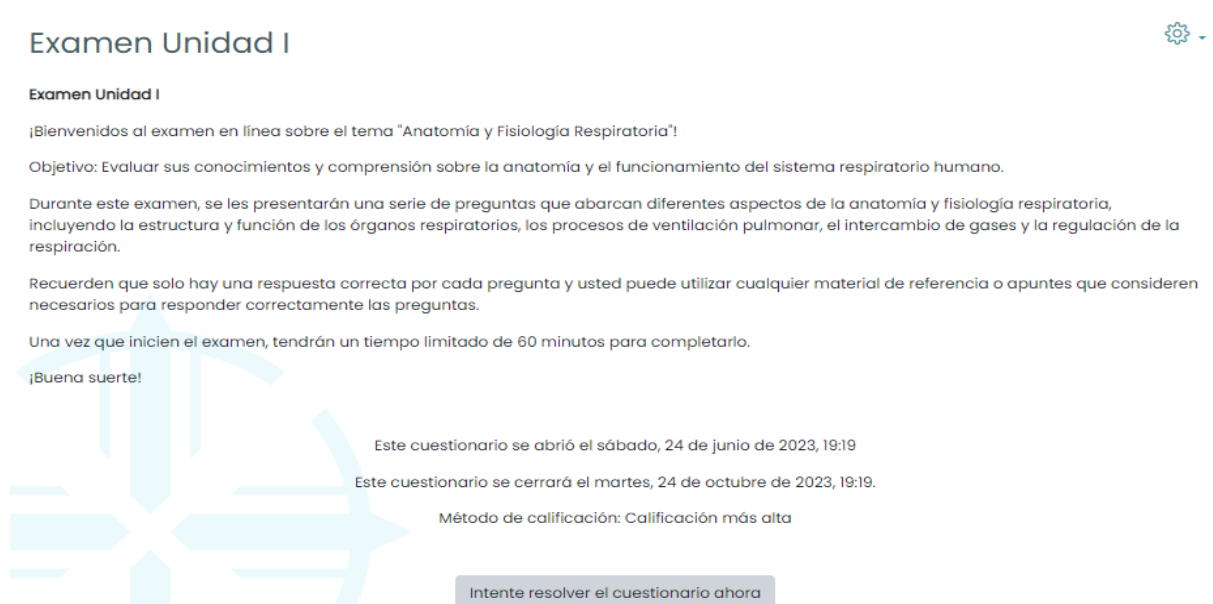 Examen Unidad I
Examen Unidad I
¡Bienvenidos al examen en línea sobre el tema "Anatomía y Fisiología Respiratoria"!
Objetivo: Evaluar sus conocimientos y comprensión sobre la anatomía y el funcionamiento del sistema respiratorio humano.
Durante este examen, se les presentarán una serie de preguntas que abarcan diferentes aspectos de la anatomía y fisiología respiratoria,
incluyendo la estructura y función de los órganos respiratorios, los procesos de ventilación pulmonar, el intercambio de gases y la regulación de la
respiración.
Recuerden que solo hay una respuesta correcta por cada pregunta y usted puede utilizar cualquier material de referencia o apuntes que consideren
necesarios para responder correctamente las preguntas.
Una vez que inicien el examen, tendrán un tiempo limitado de 60 minutos para completarlo.
¡Buena suerte!
Este cuestionario se abrió el sábado, 24 de junio de 2023, 19:19
Este cuestionario se cerrará el martes, 24 de octubre de 2023, 19:19.
Método de calificación: Calificación más alta
Intente resolver el cuestionario ahora